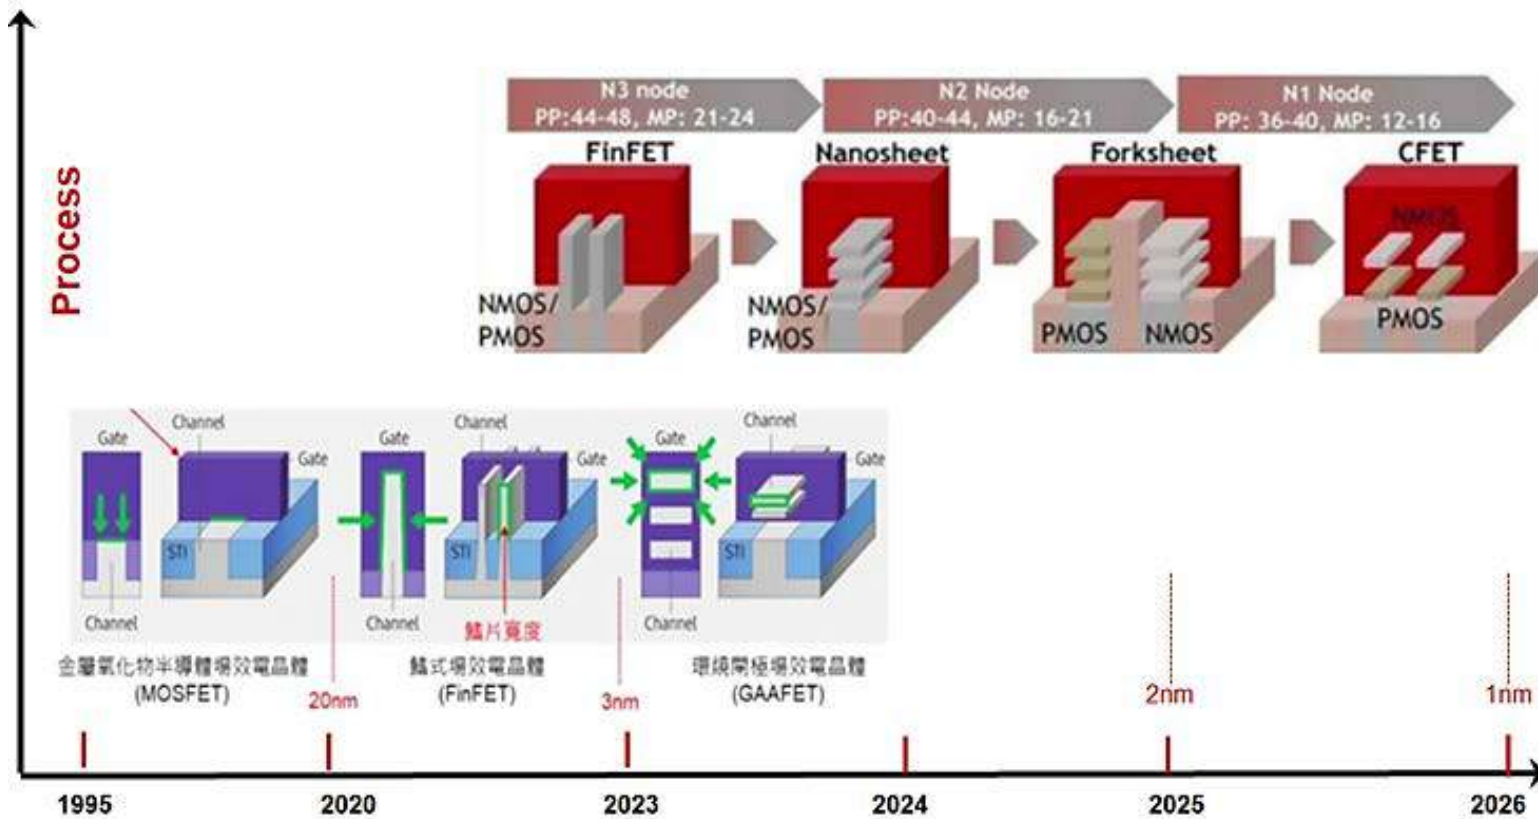 Process
N3 node
PP:44-48, MP: 21-24
N2 Node
PP:40-44, MP: 16-21
N1 Node
PP: 36-40, MP: 12-16
FinFET
Nanosheet
Forksheet
CFET
NMOS/
PMOS
NMOS/
PMOS
PMOS
NMOS
NMOS
PMOS
Gate
Channel
Gate
STI
Channel
Gate
Channel
Gate
STI
Channel
鰭片寬度
Gate
Channel
Gate
STI
Channel
金屬氧化物半導體場效電晶體
(MOSFET)
20nm
鰭式場效電晶體
(FinFET)
3nm
環繞閘極場效電晶體
(GAAFET)
2nm
1nm
1995
2020
2023
2024
2025
2026